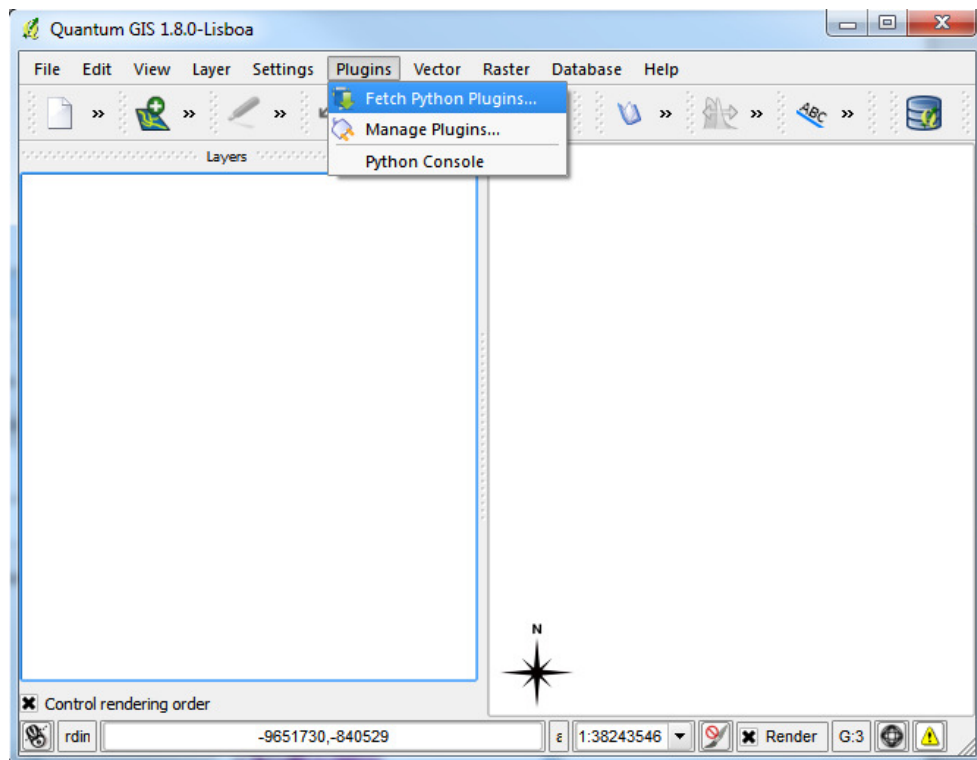 Quantum GIS 1.8.0-Lisboa
File Edit View Layer Settings Plugins Vector Raster Database Help
Fetch Python Plugins...
» » » » » » ABC »
Manage Plugins...
Layers
Python Console
N
Control rendering order
rdin -9651730,-840529 ε 1:38243546 Render G:3